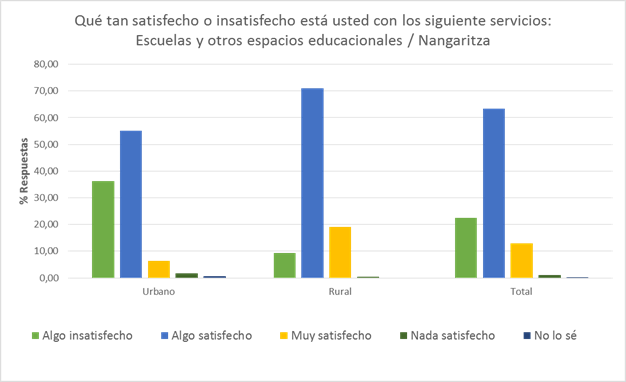 Qué tan satisfecho o insatisfecho está usted con los siguiente servicios:
Escuelas y otros espacios educacionales / Nangaritza
80,00
70,00
60,00
50,00
40,00
30,00
20,00
10,00
0,00
% Respuestas
Urbano Rural Total
Algo insatisfecho Algo satisfecho Muy satisfecho Nada satisfecho No lo sé